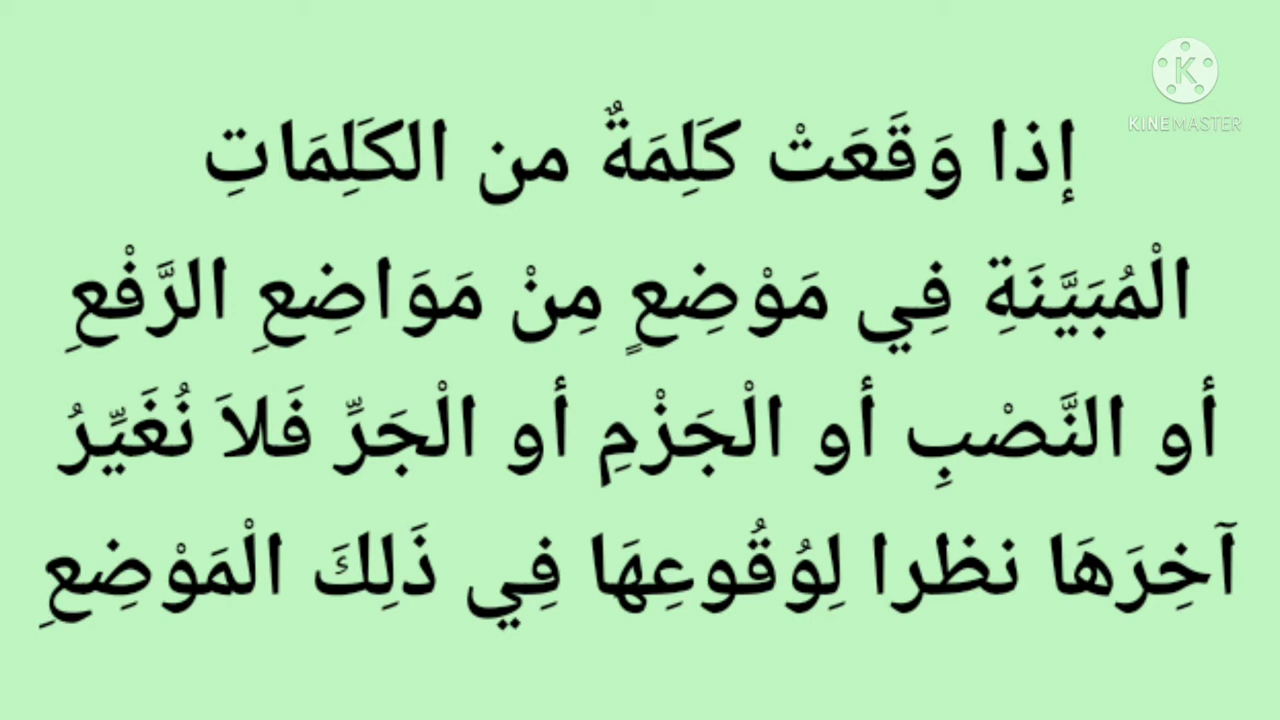 KINEMASTER
إذا وَقَعَتْ كَلِمَةٌ من الكَلِمَاتِ
الْمُبَيَّنَةِ فِي مَوْضِعٍ مِنْ مَوَاضِعِ الرَّفْعِ
أو النَّصْبِ أو الْجَزْمِ أو الْجَرِّ فَلاَ نُغَيِّرُ
آخِرَهَا نظرا لِوُقُوعِهَا فِي ذَلِكَ الْمَوْضِعِ